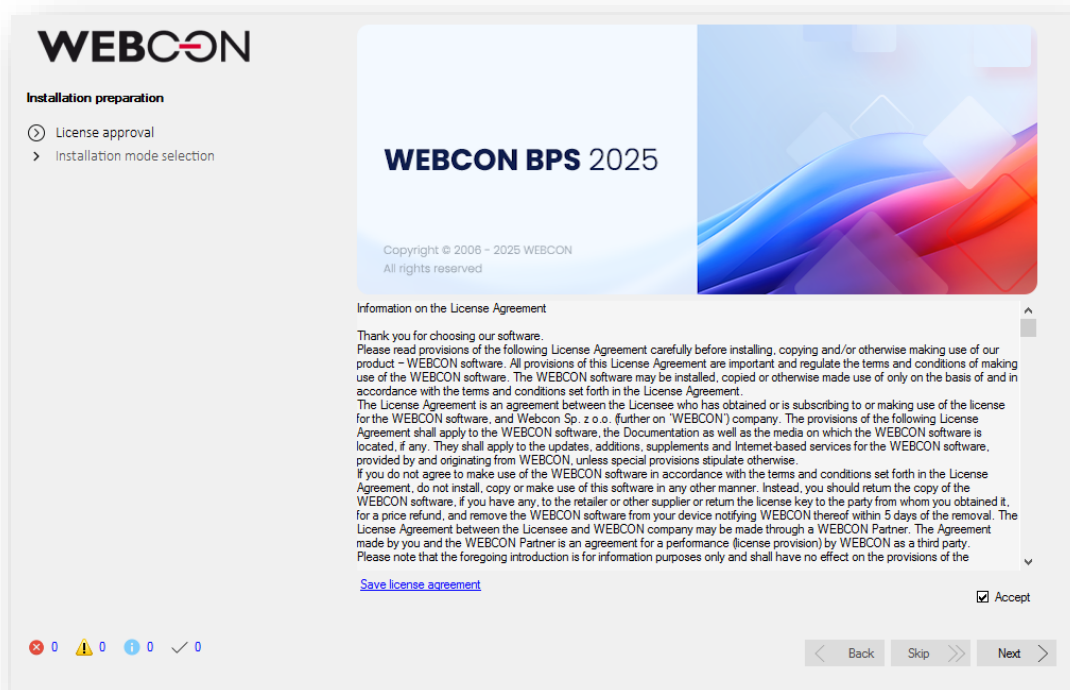 WEBCON
Installation preparation
License approval
Installation mode selection
WEBCON BPS 2025
Copyright © 2006 - 2025 WEBCON
All rights reserved
Information on the License Agreement
Thank you for choosing our software.
Please read provisions of the following License Agreement carefully before installing, copying and/or otherwise making use of our
product – WEBCON software. All provisions of this License Agreement are important and regulate the terms and conditions of making
use of the WEBCON software. The WEBCON software may be installed, copied or otherwise made use of only on the basis of and in
accordance with the terms and conditions set forth in the License Agreement.
The License Agreement is an agreement between the Licensee who has obtained or is subscribing to or making use of the license
for the WEBCON software, and Webcon Sp. z o.o. (further on 'WEBCON') company. The provisions of the following License
Agreement shall apply to the WEBCON software, the Documentation as well as the media on which the WEBCON software is
located, if any. They shall apply to the updates, additions, supplements and Internet-based services for the WEBCON software,
provided by and originating from WEBCON, unless special provisions stipulate otherwise.
If you do not agree to make use of the WEBCON software in accordance with the terms and conditions set forth in the License
Agreement, do not install, copy or make use of this software in any other manner. Instead, you should return the copy of the
WEBCON software, if you have any, to the retailer or other supplier or return the license key to the party from whom you obtained it,
for a price refund, and remove the WEBCON software from your device notifying WEBCON thereof within 5 days of the removal. The
License Agreement between the Licensee and WEBCON company may be made through a WEBCON Partner. The Agreement
made by you and the WEBCON Partner is an agreement for a performance (license provision) by WEBCON as a third party.
Please note that the foregoing introduction is for information purposes only and shall have no effect on the provisions of the
Save license agreement
Accept
0 0 0 0
Back Skip Next